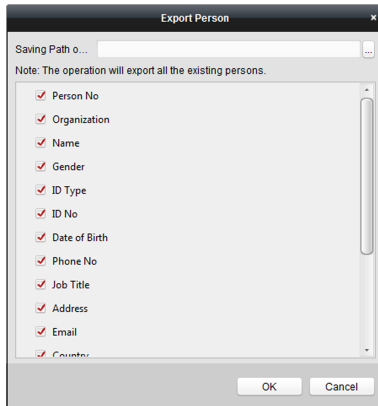 Export Person
×
Saving Path o...
...
Note: The operation will export all the existing persons.
Person No
Organization
Name
Gender
ID Type
ID No
Date of Birth
Phone No
Job Title
Address
Email
Country
OK
Cancel